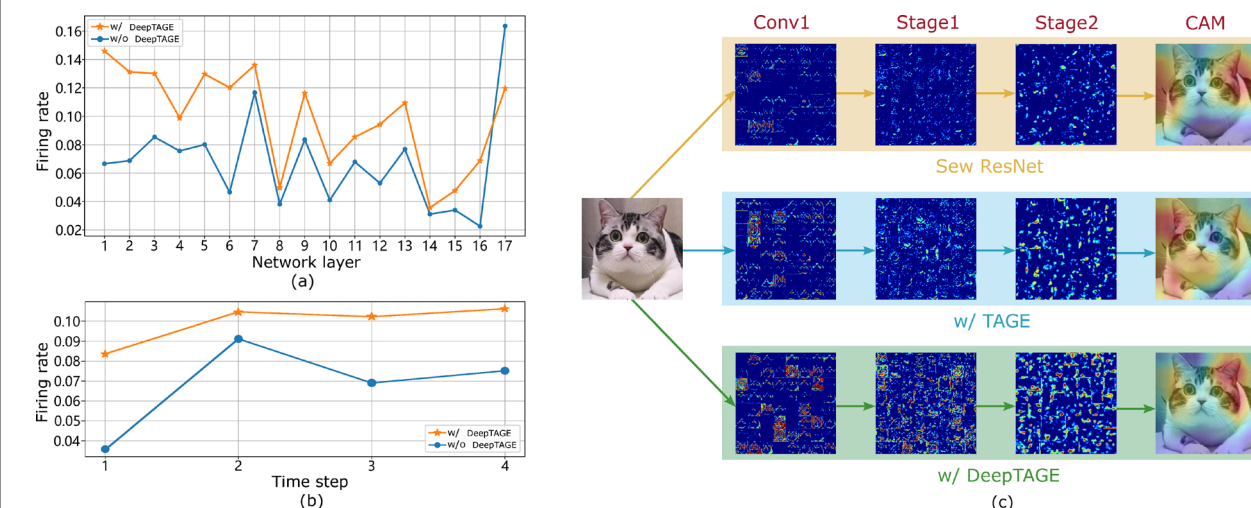 0.16
0.14
0.12
0.10
0.08
0.06
0.04
0.02
Firing rate
w/ DeepTAGE
w/o DeepTAGE
1 2 3 4 5 6 7 8 9 10 11 12 13 14 15 16 17
Network layer
(a)
0.10
0.09
0.08
0.07
0.06
0.05
0.04
Firing rate
w/ DeepTAGE
w/o DeepTAGE
1 2 3 4
Time step
(b)
Conv1 Stage1 Stage2 CAM
Sew ResNet
w/ TAGE
w/ DeepTAGE
(c)